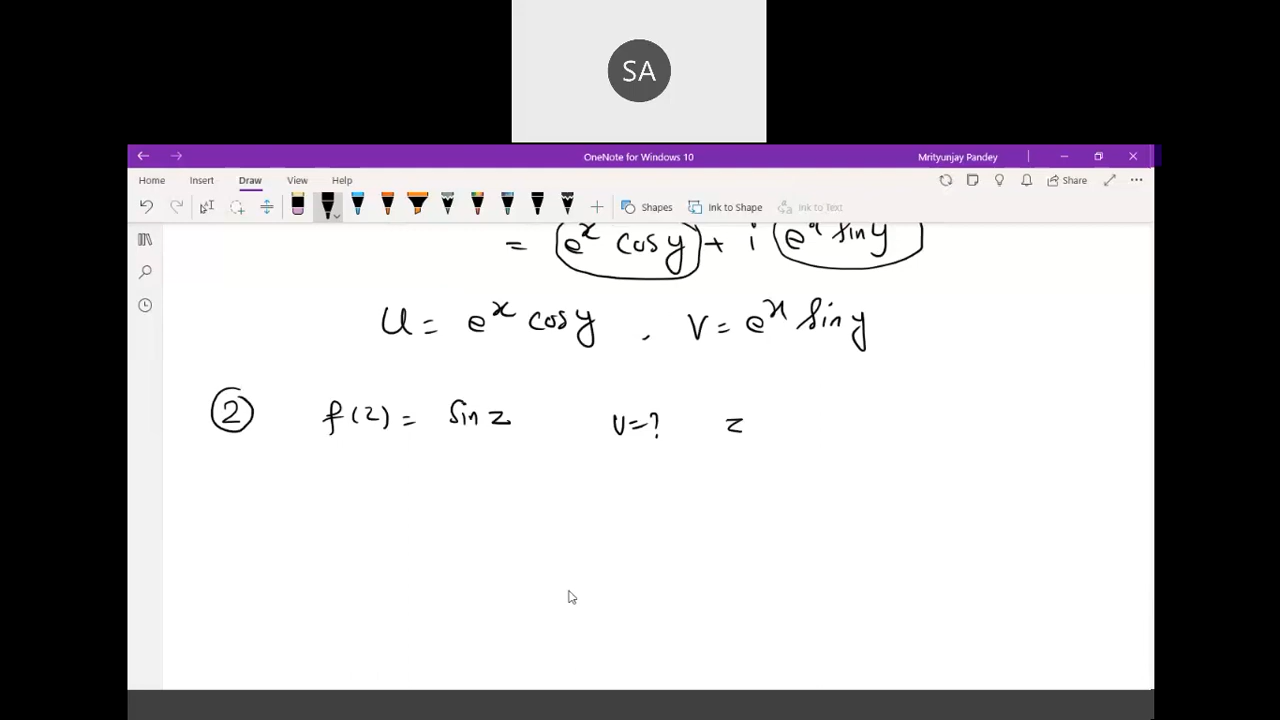 SA
OneNote for Windows 10 Mrityunjay Pandey
Home Insert Draw View Help Share
Shapes Ink to Shape Ink to Text
= e^x cos y + i e^x sin y
u = e^x cos y , v = e^x sin y
② f(z) = sin z v=? z